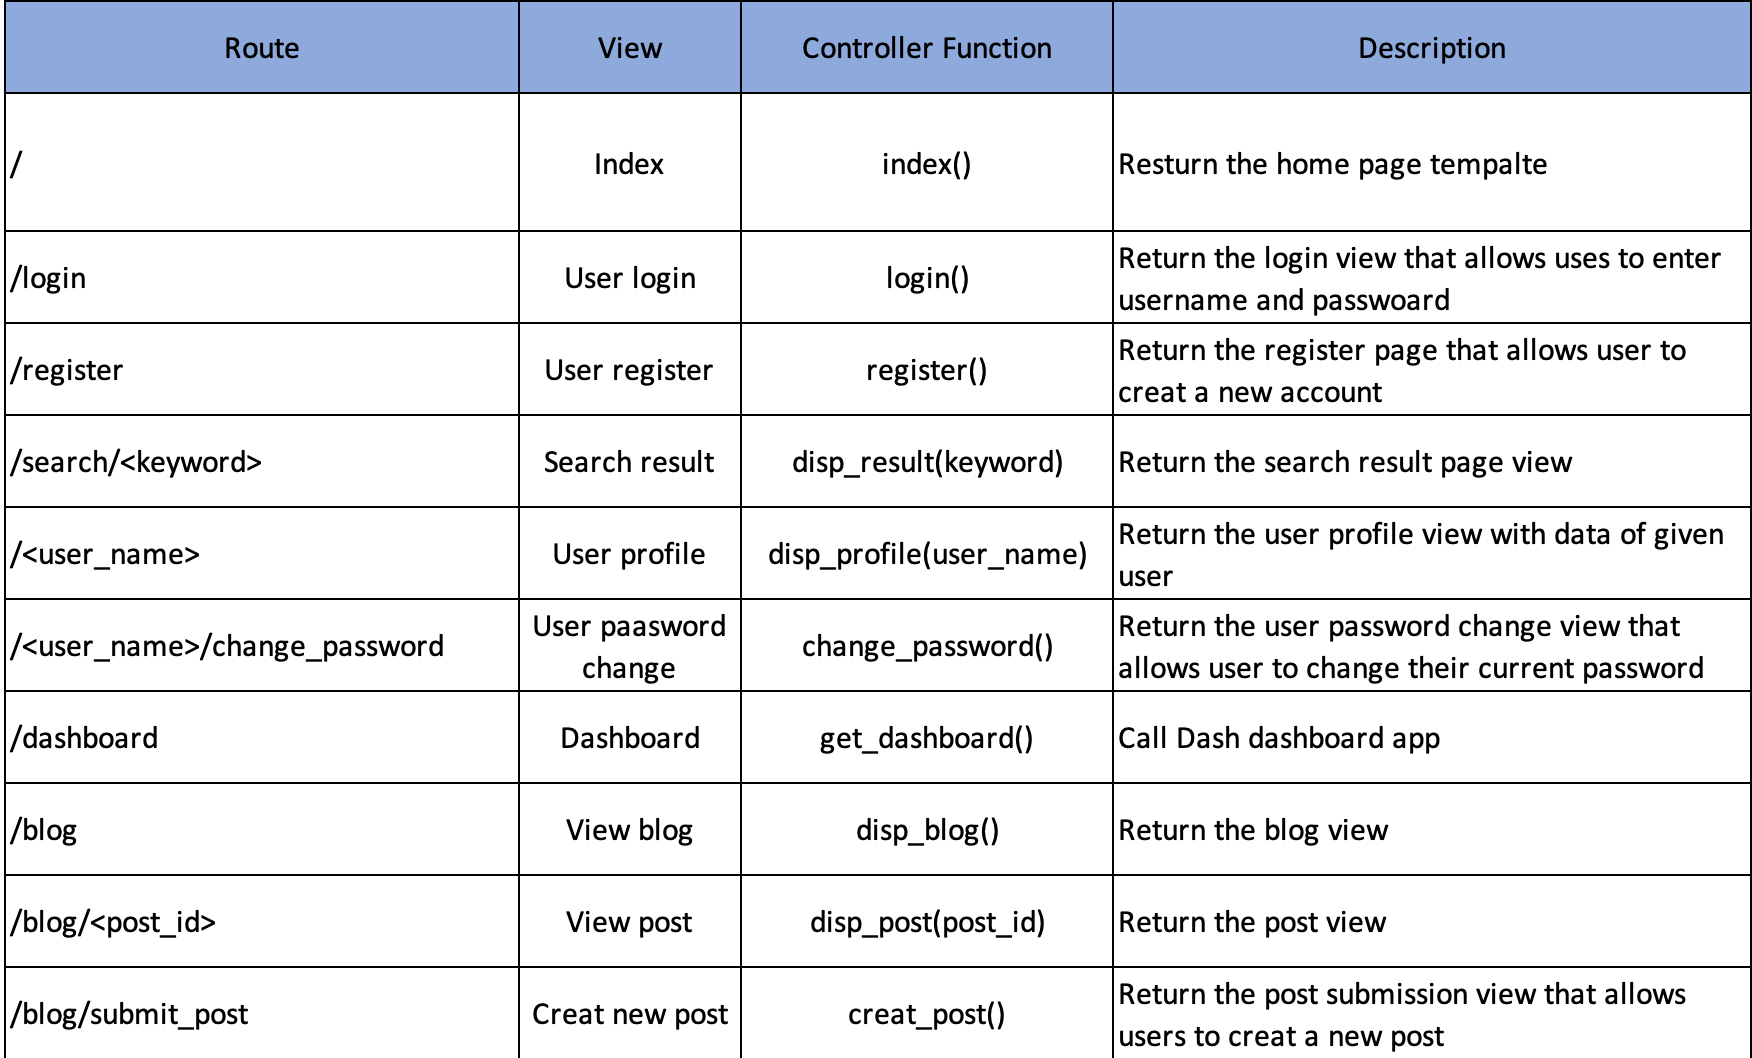 Route View Controller Function Description
/ Index index() Resturn the home page tempalte
/login User login login() Return the login view that allows uses to enter
username and passwoard
/register User register register() Return the register page that allows user to
creat a new account
/search/<keyword> Search result disp_result(keyword) Return the search result page view
/<user_name> User profile disp_profile(user_name) Return the user profile view with data of given
user
/<user_name>/change_password User paasword
change change_password() Return the user password change view that
allows user to change their current password
/dashboard Dashboard get_dashboard() Call Dash dashboard app
/blog View blog disp_blog() Return the blog view
/blog/<post_id> View post disp_post(post_id) Return the post view
/blog/submit_post Creat new post creat_post() Return the post submission view that allows
users to creat a new post